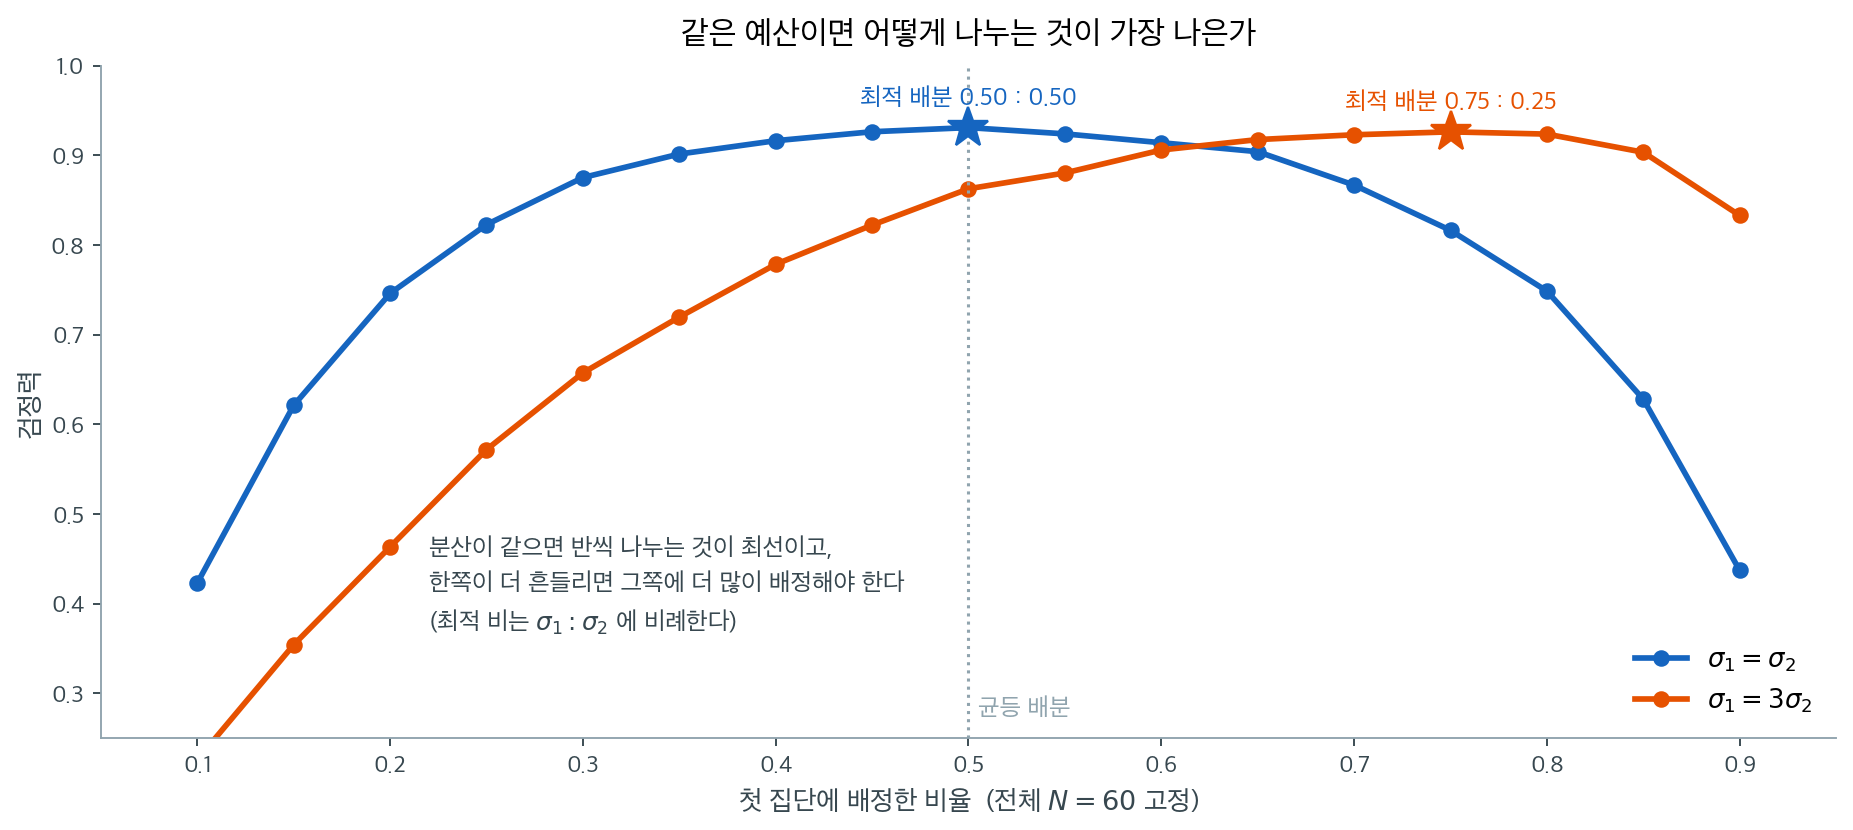 같은 예산이면 어떻게 나누는 것이 가장 나은가
최적 배분 0.50 : 0.50
최적 배분 0.75 : 0.25
1.0
0.9
0.8
0.7
0.6
0.5
0.4
0.3
검정력
분산이 같으면 반씩 나누는 것이 최선이고,
한쪽이 더 흔들리면 그쪽에 더 많이 배정해야 한다
(최적 비는 σ₁ : σ₂ 에 비례한다)
균등 배분
σ₁ = σ₂
σ₁ = 3σ₂
0.1 0.2 0.3 0.4 0.5 0.6 0.7 0.8 0.9
첫 집단에 배정한 비율 (전체 N = 60 고정)